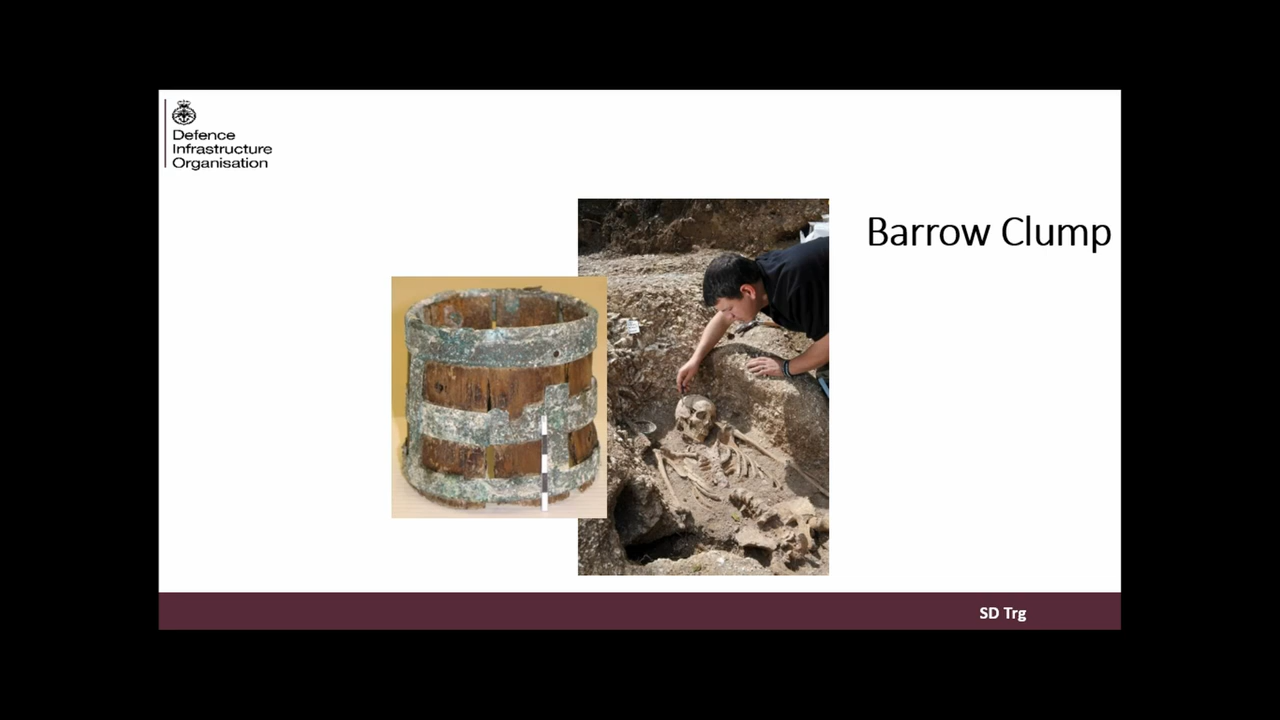 Defence
Infrastructure
Organisation
Barrow Clump
SD Trg